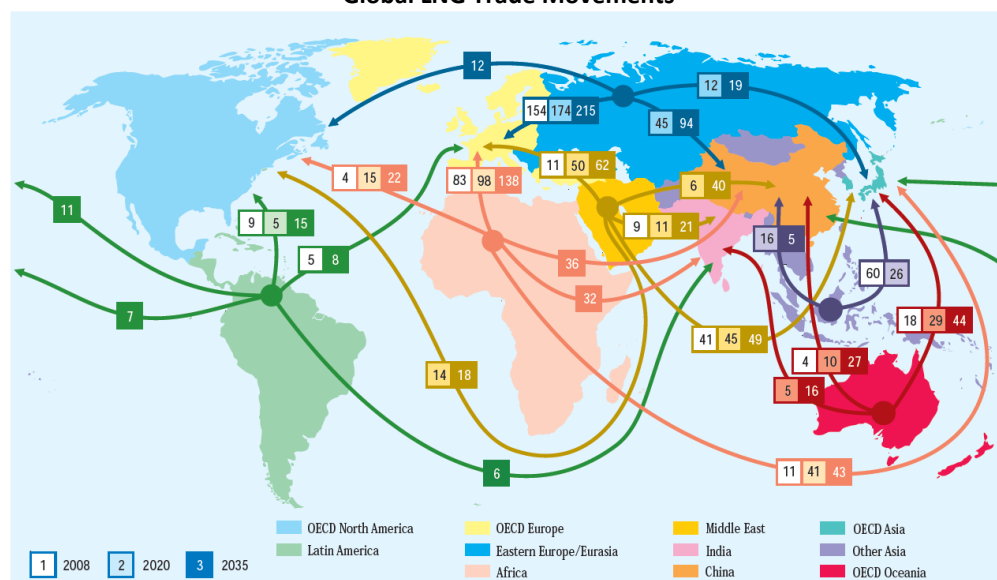 Global LNG Trade Movements
12
12 19
154 174 215
45 94
11 50 62
4 15 22
83 98 138
6 40
11
9 5 15
9 11 21
5 8
16 5
36
60 26
32
7
18 29 44
41 45 49
4 10 27
14 18
5 16
6
11 41 43
OECD North America
OECD Europe
Middle East
OECD Asia
Latin America
Eastern Europe/Eurasia
India
Other Asia
Africa
China
OECD Oceania
1 2008
2 2020
3 2035